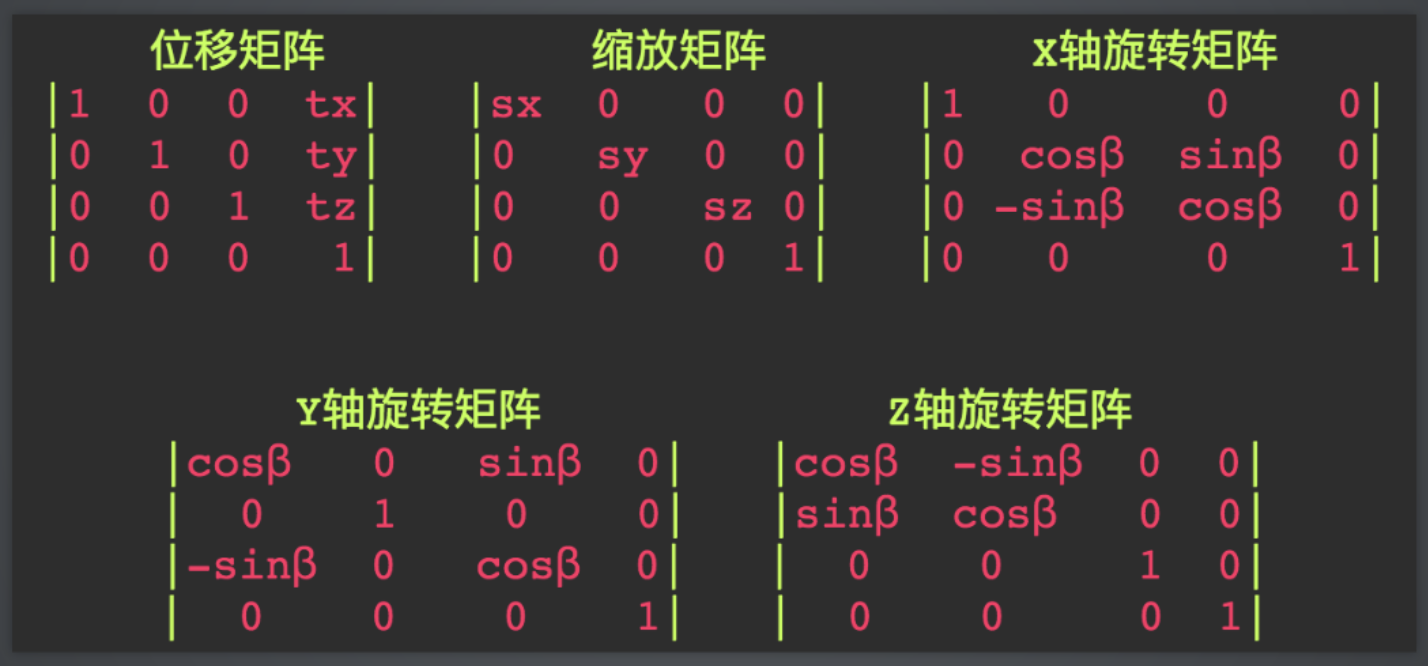 位移矩阵 缩放矩阵 X轴旋转矩阵
|1 0 0 tx| |sx 0 0 0| |1 0 0 0|
|0 1 0 ty| |0 sy 0 0| |0 cosβ sinβ 0|
|0 0 1 tz| |0 0 sz 0| |0 -sinβ cosβ 0|
|0 0 0 1| |0 0 0 1| |0 0 0 1|
Y轴旋转矩阵 Z轴旋转矩阵
|cosβ 0 sinβ 0| |cosβ -sinβ 0 0|
|0 1 0 0| |sinβ cosβ 0 0|
|-sinβ 0 cosβ 0| |0 0 1 0|
|0 0 0 1| |0 0 0 1|